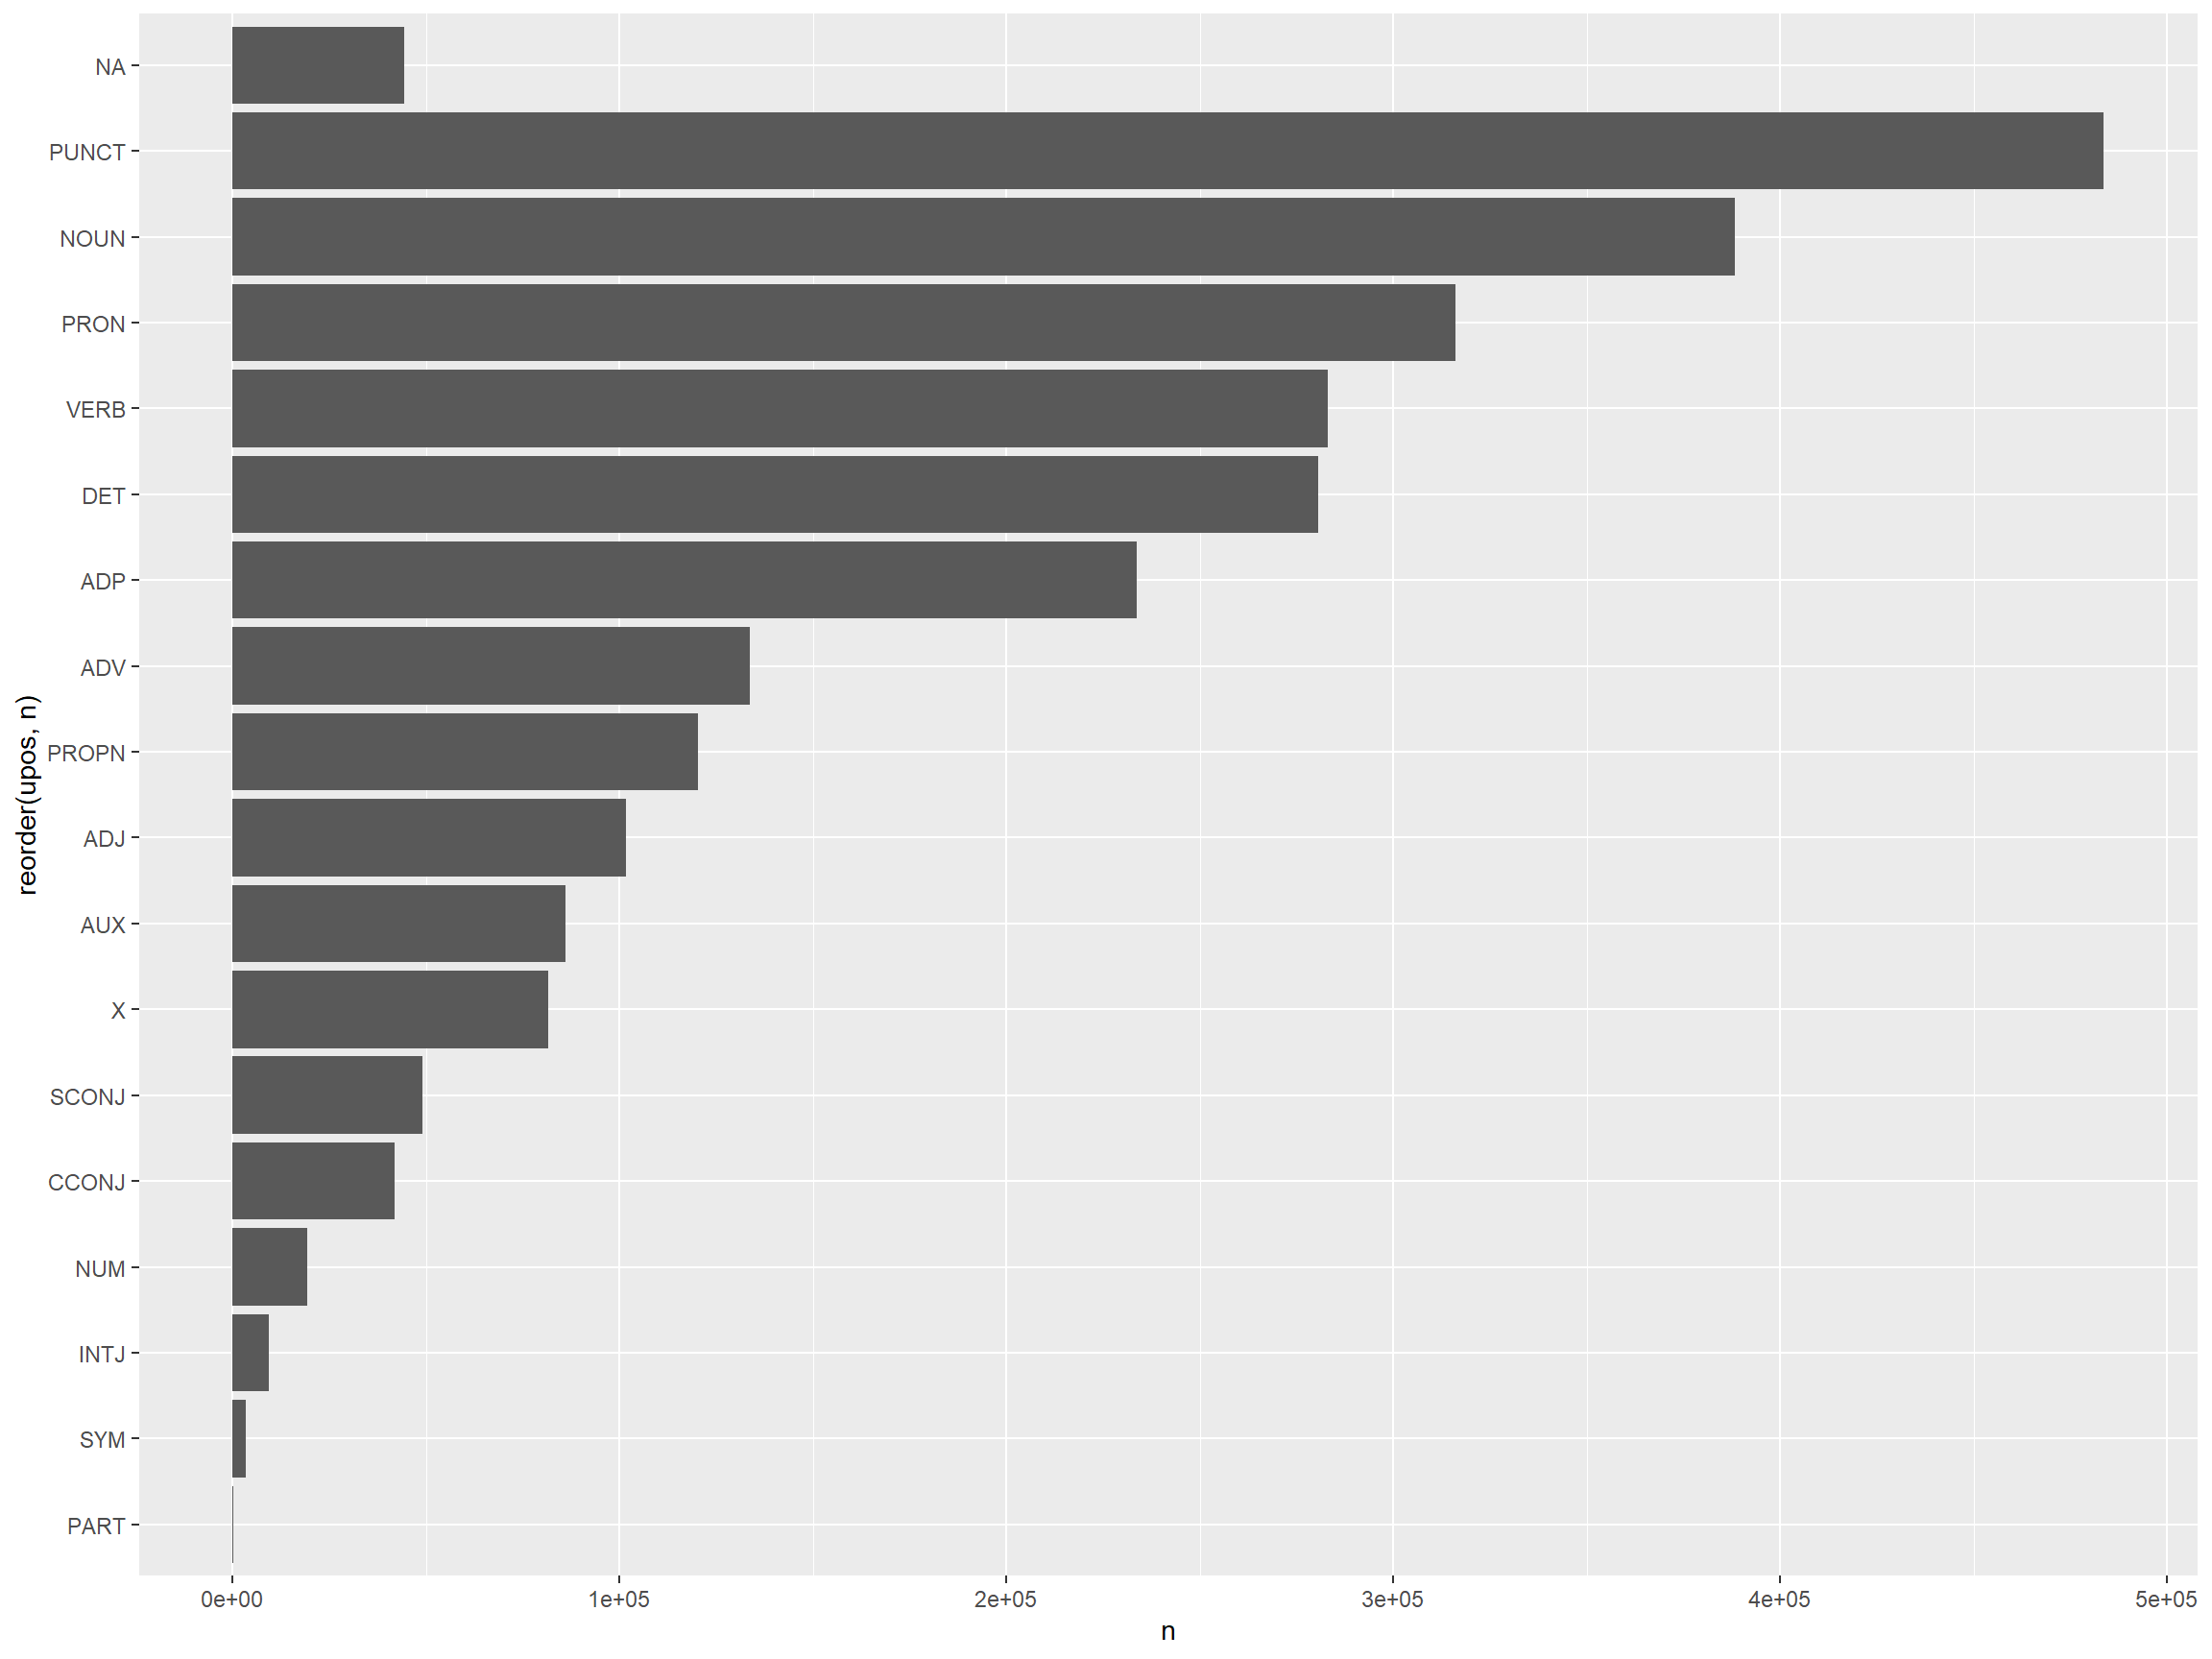 NA
PUNCT
NOUN
PRON
VERB
DET
ADP
ADV
PROPN
ADJ
AUX
X
SCONJ
CCONJ
NUM
INTJ
SYM
PART
reorder(upos, n)
0e+00 1e+05 2e+05 3e+05 4e+05 5e+05
n